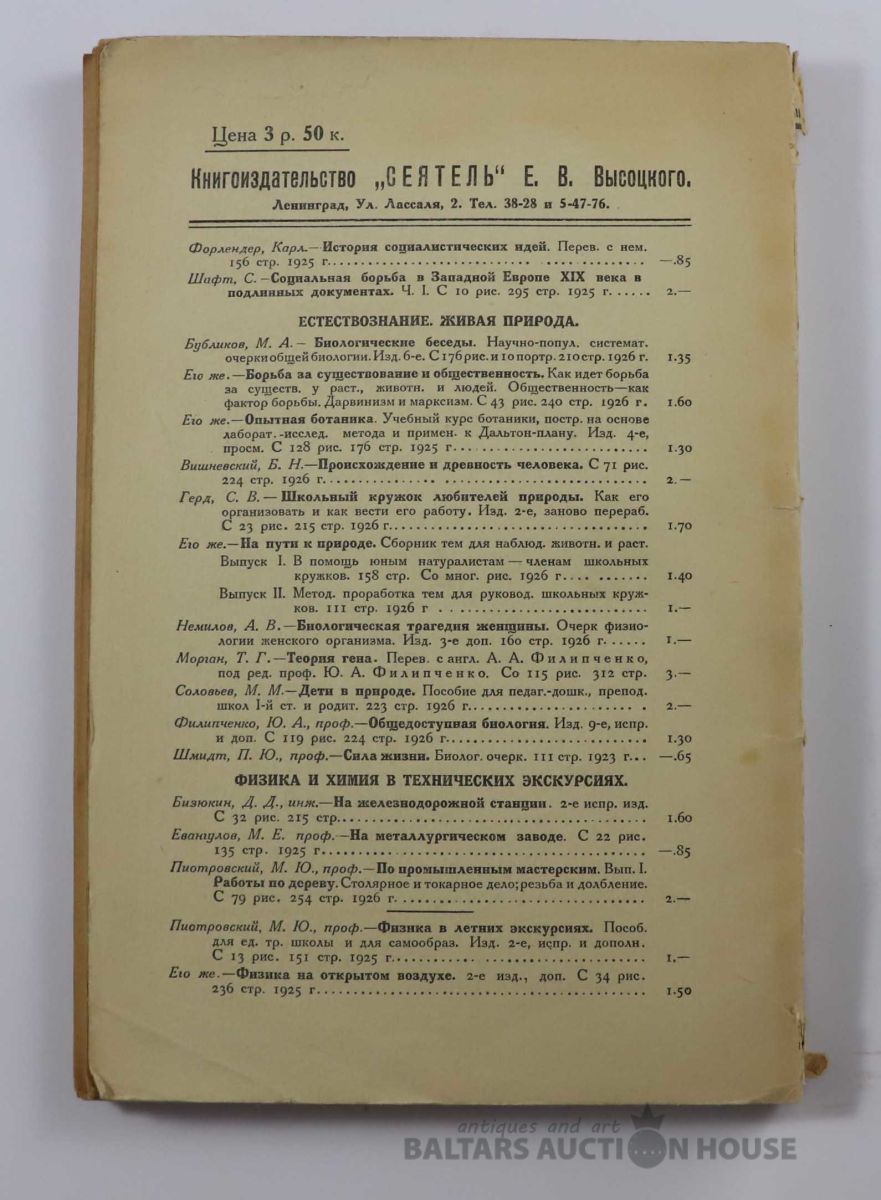 Цена 3 р. 50 к.
Книгоиздательство „СЕЯТЕЛЬ“ Е. В. Высоцкого.
Ленинград, Ул. Лассаля, 2. Тел. 38-28 и 5-47-76.
Форлендер, Карл.—История социалистических идей. Перев. с нем.
156 стр. 1925 г. —.85
Шафт, С.—Социальная борьба в Западной Европе XIX века в
подлинных документах. Ч. I. С 10 рис. 295 стр. 1925 г. 2.—
ЕСТЕСТВОЗНАНИЕ. ЖИВАЯ ПРИРОДА.
Бубликов, М. А.— Биологические беседы. Научно-попул. системат.
очерки общей биологии. Изд. 6-е. С 176 рис. и 10 портр. 210 стр. 1926 г. 1.35
Его же.—Борьба за существование и общественность. Как идет борьба
за существ. у раст., животн. и людей. Общественность—как
фактор борьбы. Дарвинизм и марксизм. С 43 рис. 240 стр. 1926 г. 1.60
Его же.—Опытная ботаника. Учебный курс ботаники, постр. на основе
лаборат.-исслед. метода и примен. к Дальтон-плану. Изд. 4-е,
просм. С 128 рис. 176 стр. 1925 г. 1.30
Вишневский, Б. Н.—Происхождение и древность человека. С 71 рис.
224 стр. 1926 г. 2.—
Герд, С. В.—Школьный кружок любителей природы. Как его
организовать и как вести его работу. Изд. 2-е, заново перераб.
С 23 рис. 215 стр. 1926 г. 1.70
Его же.—На пути к природе. Сборник тем для наблюд. животн. и раст.
Выпуск I. В помощь юным натуралистам — членам школьных
кружков. 158 стр. Со мног. рис. 1926 г. 1.40
Выпуск II. Метод. проработка тем для руковод. школьных круж-
ков. 111 стр. 1926 г 1.—
Немилов, А. В.—Биологическая трагедия женщины. Очерк физио-
логии женского организма. Изд. 3-е доп. 160 стр. 1926 г. 1.—
Морган, Т. Г.—Теория гена. Перев. с англ. А. А. Филипченко,
под ред. проф. Ю. А. Филипченко. Со 115 рис. 312 стр. 3.—
Соловьев, М. М.—Дети в природе. Пособие для педаг.-дошк., препод.
школ I-й ст. и родит. 223 стр. 1926 г. 2.—
Филипченко, Ю. А., проф.—Общедоступная биология. Изд. 9-е, испр.
и доп. С 119 рис. 224 стр. 1926 г. 1.30
Шмидт, П. Ю., проф.—Сила жизни. Биолог. очерк. 111 стр. 1923 г. —.65
ФИЗИКА И ХИМИЯ В ТЕХНИЧЕСКИХ ЭКСКУРСИЯХ.
Бизюкин, Д. Д., инж.—На железнодорожной станции. 2-е испр. изд.
С 32 рис. 215 стр. 1.60
Евангулов, М. Е. проф.—На металлургическом заводе. С 22 рис.
135 стр. 1925 г. —.85
Пиотровский, М. Ю., проф.—По промышленным мастерским. Вып. I.
Работы по дереву. Столярное и токарное дело; резьба и долбление.
С 79 рис. 254 стр. 1926 г. 2.—
Пиотровский, М. Ю., проф.—Физика в летних экскурсиях. Пособ.
для ед. тр. школы и для самообраз. Изд. 2-е, испр. и дополн.
С 13 рис. 151 стр. 1925 г. 1.—
Его же.—Физика на открытом воздухе. 2-е изд., доп. С 34 рис.
236 стр. 1925 г. 1.50
antiques and art
BALTARS AUCTION HOUSE